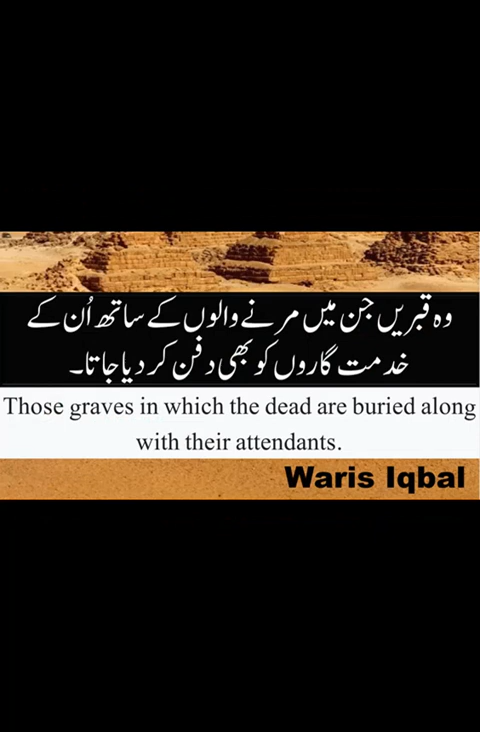 وہ قبریں جن میں مرنے والوں کے ساتھ اُن کے
خدمت گاروں کو بھی دفن کر دیا جاتا۔
Those graves in which the dead are buried along
with their attendants.
Waris Iqbal